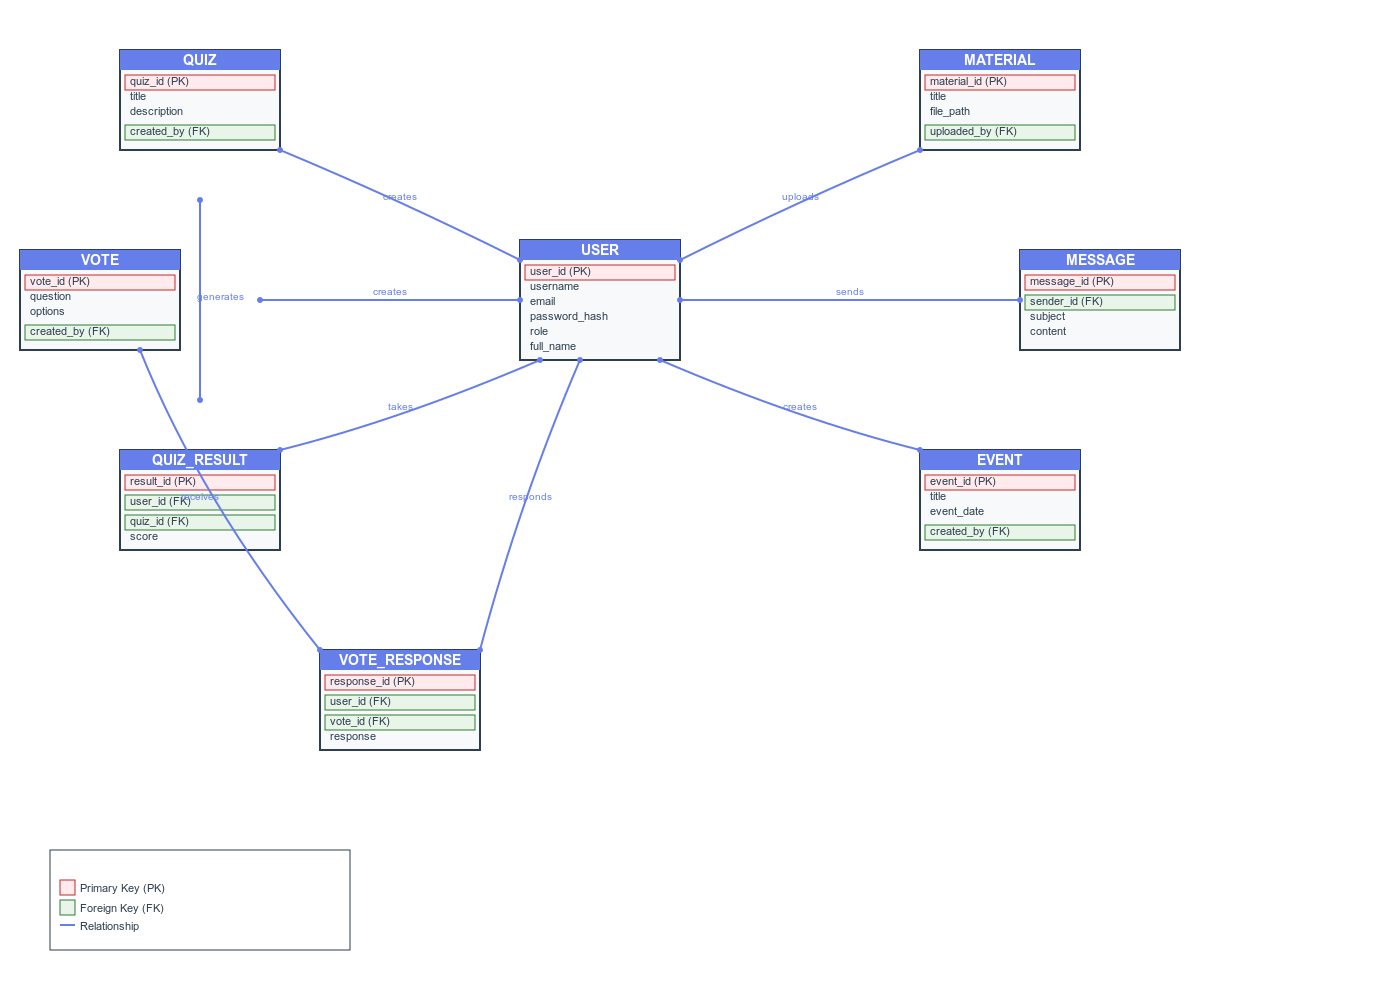 QUIZ
quiz_id (PK)
title
description
created_by (FK)
MATERIAL
material_id (PK)
title
file_path
uploaded_by (FK)
creates
uploads
VOTE
vote_id (PK)
question
options
created_by (FK)
generates
creates
USER
user_id (PK)
username
email
password_hash
role
full_name
sends
MESSAGE
message_id (PK)
sender_id (FK)
subject
content
takes
creates
QUIZ_RESULT
result_id (PK)
user_id (FK)
quiz_id (FK)
score
receives
responds
EVENT
event_id (PK)
title
event_date
created_by (FK)
VOTE_RESPONSE
response_id (PK)
user_id (FK)
vote_id (FK)
response
Primary Key (PK)
Foreign Key (FK)
Relationship